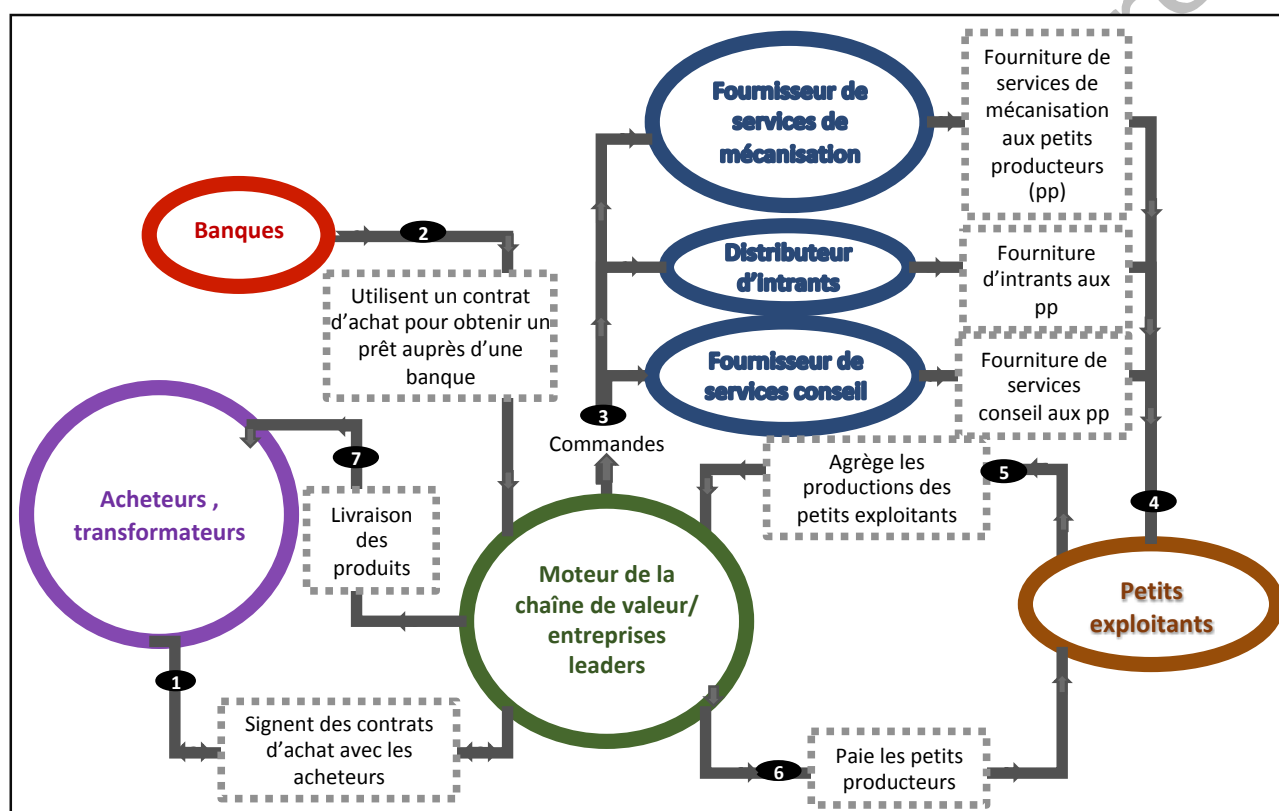 Fournisseur de
services de
mécanisation
Fourniture de
services de
mécanisation
aux petits
producteurs
(pp)
Banques
2
Distributeur
d'intrants
Fourniture
d'intrants aux
pp
Utilisent un contrat
d'achat pour obtenir un
prêt auprès d'une
banque
Fournisseur de
services conseil
Fourniture de
services
conseil aux pp
3
Commandes
7
Agrège les
productions des
petits exploitants
5
4
Acheteurs ,
transformateurs
Livraison
des
produits
Moteur de la
chaîne de valeur/
entreprises
leaders
Petits
exploitants
1
Signent des contrats
d'achat avec les
acheteurs
6
Paie les petits
producteurs